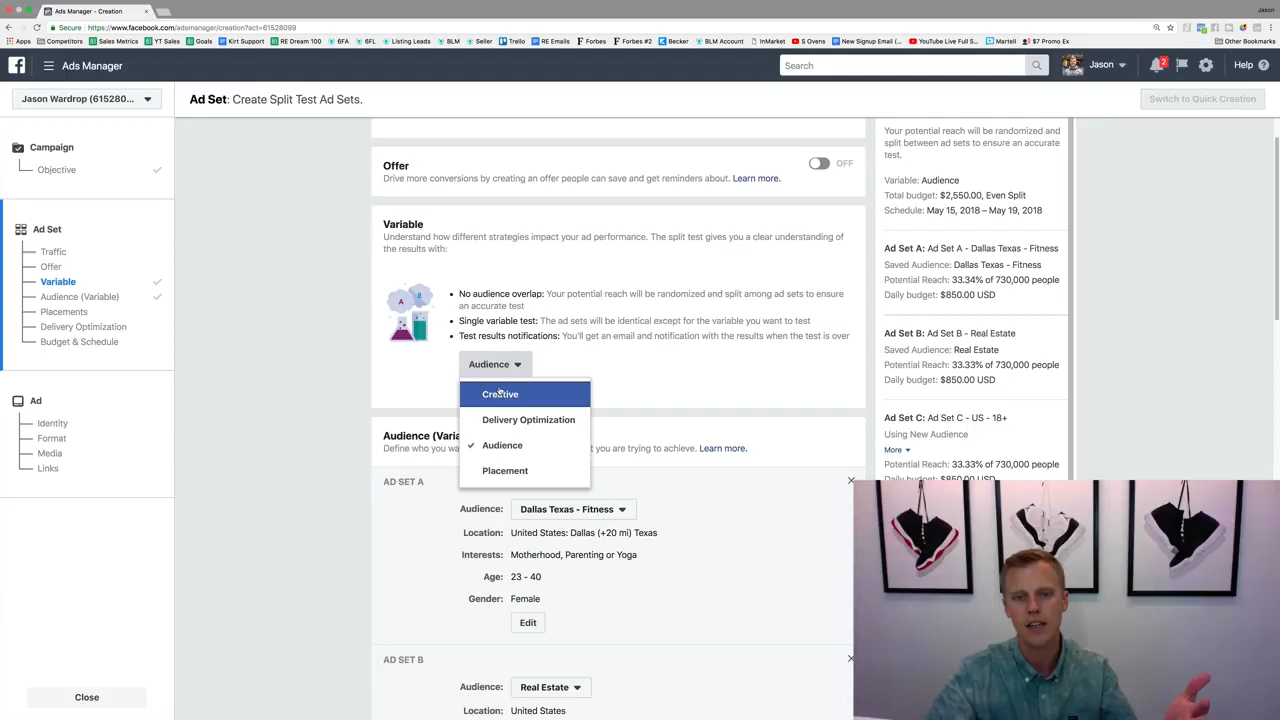 Ads Manager - Creation
Jason
Secure
https://www.facebook.com/adsmanager/creation?act=61528099
Apps
Competitors
Sales Metrics
YT Sales
Goals
Kirt Support
RE Dream 100
6FA
6FL
Listing Leads
BLM
Seller
Trello
RE Emails
Forbes
Forbes #2
Becker
BLM Account
InMarket
S Ovens
New Signup Email (...
YouTube Live Full S...
Martell
$7 Promo Ex
Other Bookmarks
Ads Manager
Search
Jason
2
Help
Jason Wardrop (615280...
Ad Set: Create Split Test Ad Sets.
Switch to Quick Creation
Campaign
Objective
Ad Set
Traffic
Offer
Variable
Audience (Variable)
Placements
Delivery Optimization
Budget & Schedule
Ad
Identity
Format
Media
Links
Close
Offer
OFF
Drive more conversions by creating an offer people can save and get reminders about. Learn more.
Variable
Understand how different strategies impact your ad performance. The split test gives you a clear understanding of
the results with:
A
B
No audience overlap: Your potential reach will be randomized and split among ad sets to ensure
an accurate test
Single variable test: The ad sets will be identical except for the variable you want to test
Test results notifications: You'll get an email and notification with the results when the test is over
Audience
Creative
Delivery Optimization
Audience
Placement
Audience (Varia
Define who you wa
t you are trying to achieve. Learn more.
AD SET A
Audience: Dallas Texas - Fitness
Location: United States: Dallas (+20 mi) Texas
Interests: Motherhood, Parenting or Yoga
Age: 23 - 40
Gender: Female
Edit
AD SET B
Audience: Real Estate
Location: United States
Your potential reach will be randomized and
split between ad sets to ensure an accurate
test.
Variable: Audience
Total budget: $2,550.00, Even Split
Schedule: May 15, 2018 – May 19, 2018
Ad Set A: Ad Set A - Dallas Texas - Fitness
Saved Audience: Dallas Texas - Fitness
Potential Reach: 33.34% of 730,000 people
Daily budget: $850.00 USD
Ad Set B: Ad Set B - Real Estate
Saved Audience: Real Estate
Potential Reach: 33.33% of 730,000 people
Daily budget: $850.00 USD
Ad Set C: Ad Set C - US - 18+
Using New Audience
More
Potential Reach: 33.33% of 730,000 people
Daily budget: $850.00 USD